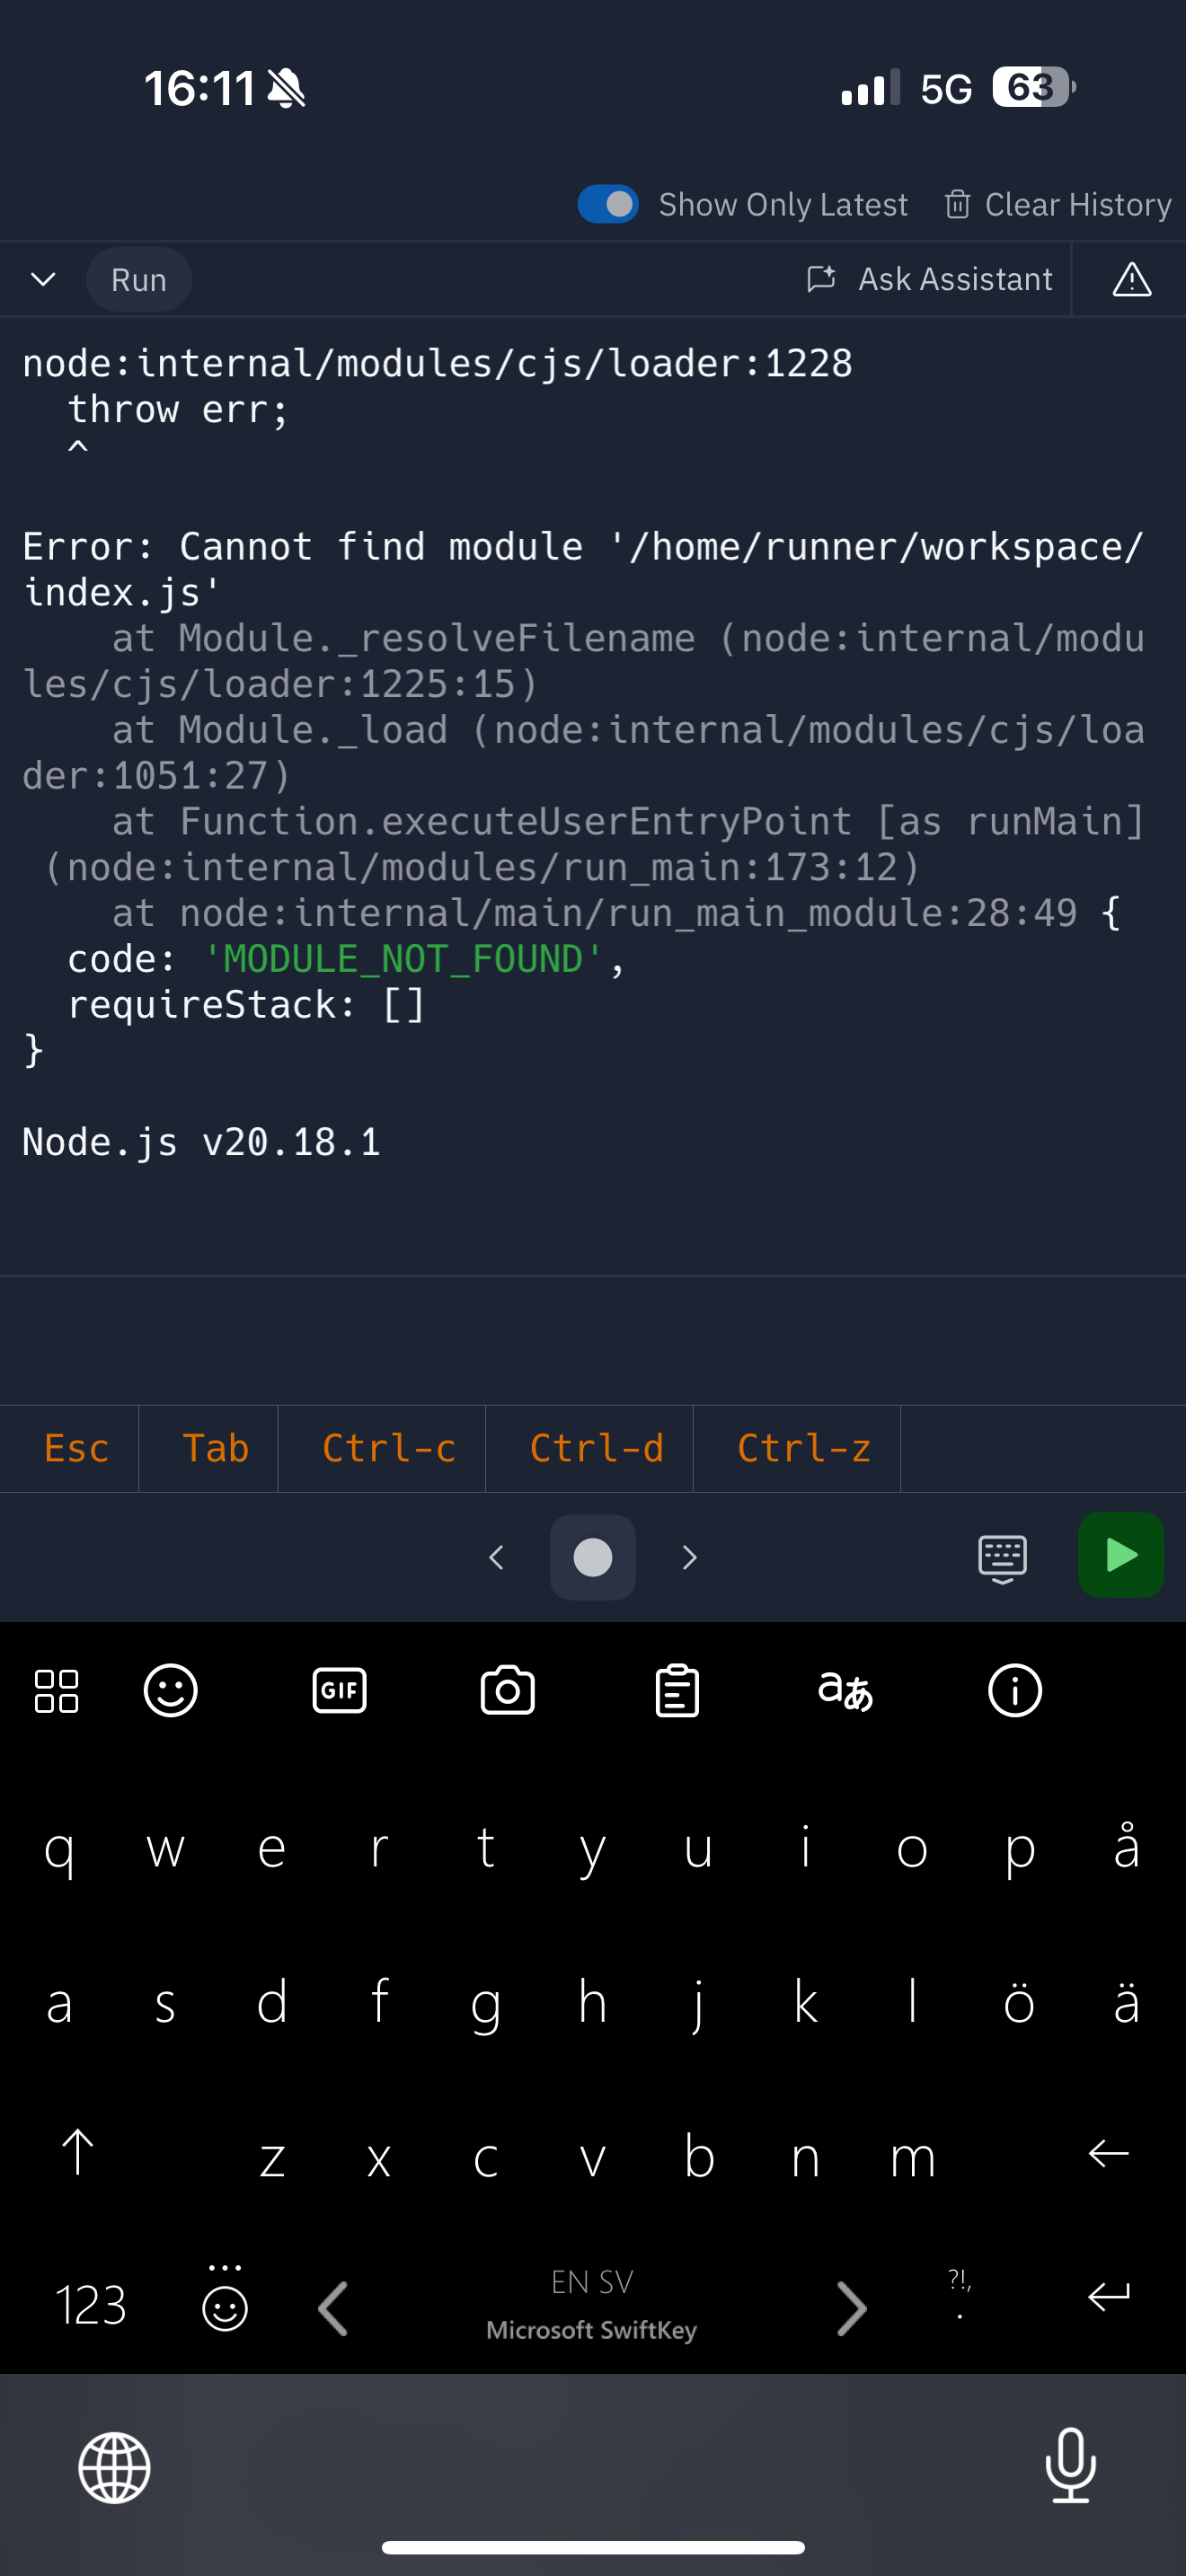 16:11 5G 63
Show Only Latest Clear History
Run Ask Assistant
node:internal/modules/cjs/loader:1228
  throw err;
  ^

Error: Cannot find module '/home/runner/workspace/
index.js'
    at Module._resolveFilename (node:internal/modu
les/cjs/loader:1225:15)
    at Module._load (node:internal/modules/cjs/loa
der:1051:27)
    at Function.executeUserEntryPoint [as runMain]
 (node:internal/modules/run_main:173:12)
    at node:internal/main/run_main_module:28:49 {
  code: 'MODULE_NOT_FOUND',
  requireStack: []
}

Node.js v20.18.1
Esc Tab Ctrl-c Ctrl-d Ctrl-z
GIF aあ
q w e r t y u i o p å
a s d f g h j k l ö ä
z x c v b n m
123 EN SV ?!, .
Microsoft SwiftKey